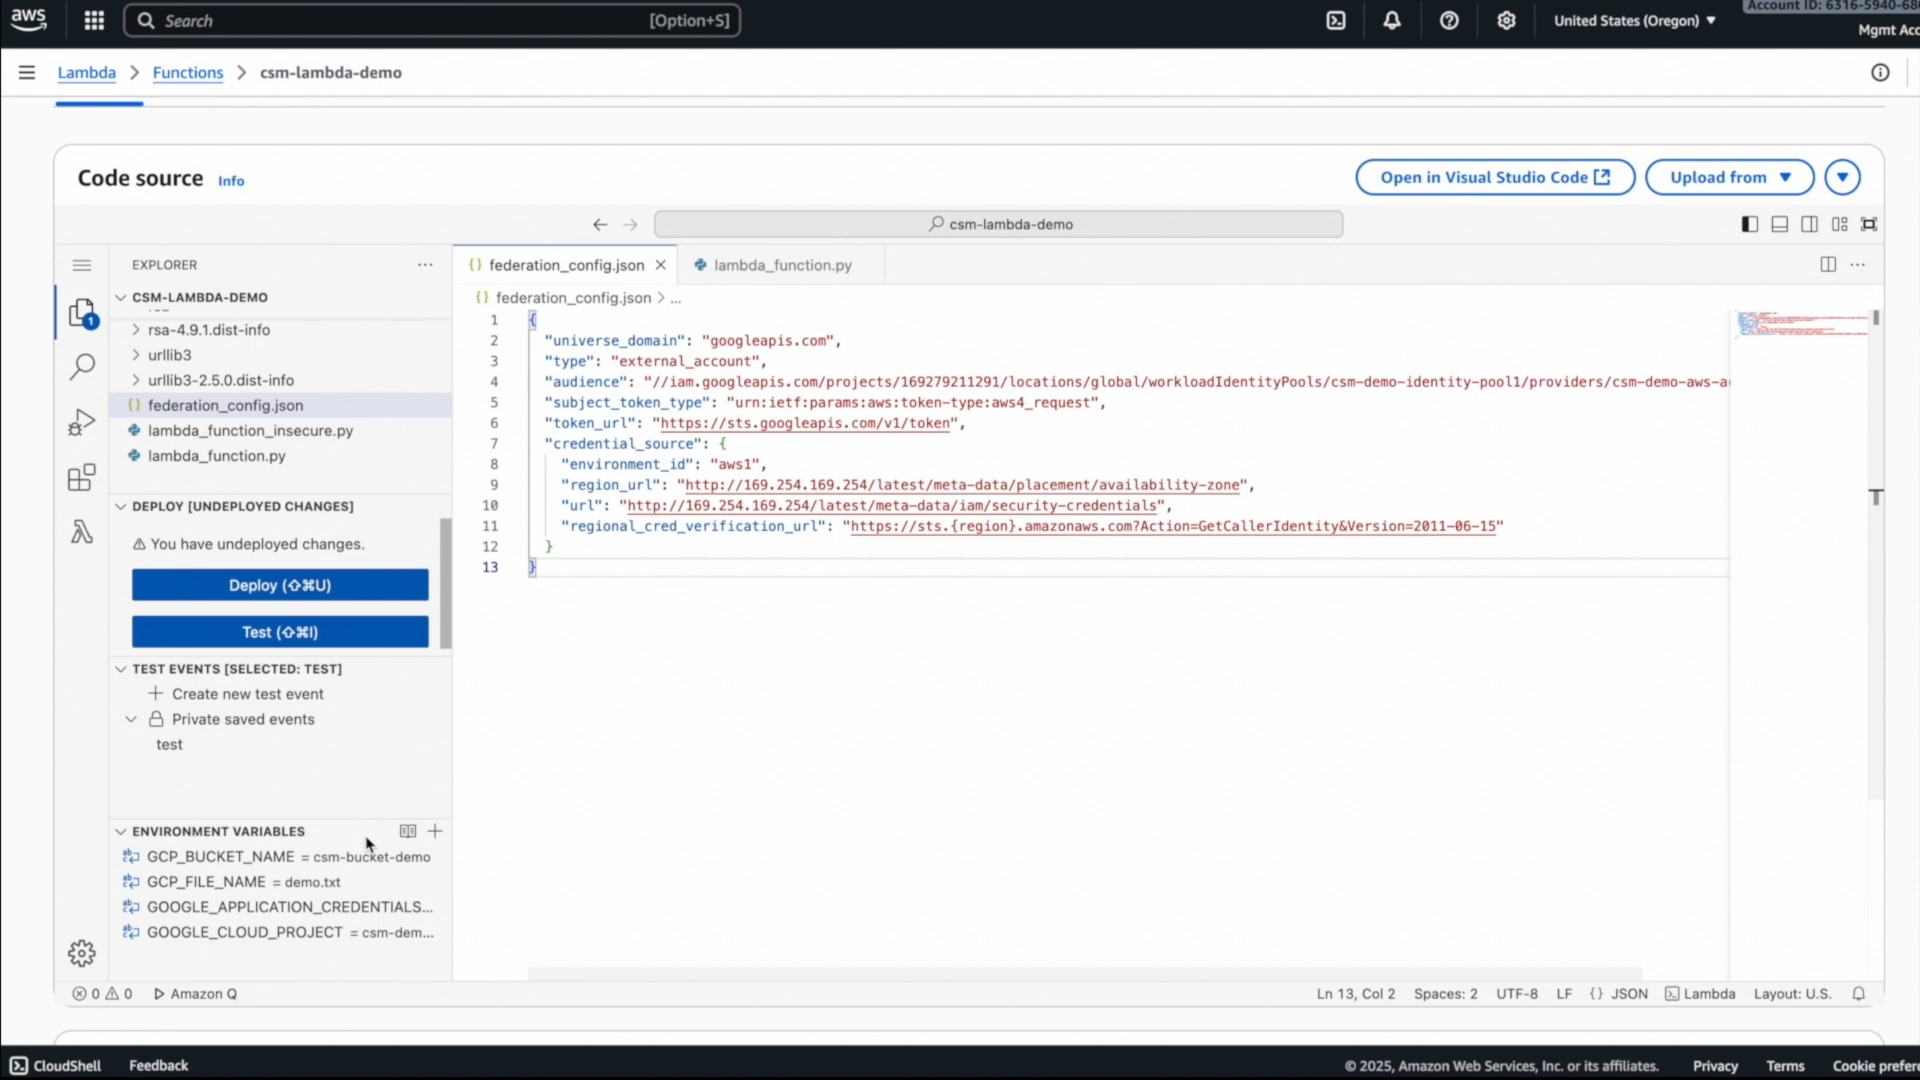 aws
Search
[Option+S]
United States (Oregon)
Account ID: 6316-5940-68
Mgmt Acc
Lambda
Functions
csm-lambda-demo
Code source
Info
Open in Visual Studio Code
Upload from
csm-lambda-demo
EXPLORER
federation_config.json
lambda_function.py
CSM-LAMBDA-DEMO
rsa-4.9.1.dist-info
urllib3
urllib3-2.5.0.dist-info
federation_config.json
lambda_function_insecure.py
lambda_function.py
DEPLOY [UNDEPLOYED CHANGES]
You have undeployed changes.
Deploy (⇧⌘U)
Test (⇧⌘I)
TEST EVENTS [SELECTED: TEST]
Create new test event
Private saved events
test
ENVIRONMENT VARIABLES
GCP_BUCKET_NAME = csm-bucket-demo
GCP_FILE_NAME = demo.txt
GOOGLE_APPLICATION_CREDENTIALS...
GOOGLE_CLOUD_PROJECT = csm-dem...
federation_config.json > ...
1 {
2 "universe_domain": "googleapis.com",
3 "type": "external_account",
4 "audience": "//iam.googleapis.com/projects/169279211291/locations/global/workloadIdentityPools/csm-demo-identity-pool1/providers/csm-demo-aws-a
5 "subject_token_type": "urn:ietf:params:aws:token-type:aws4_request",
6 "token_url": "https://sts.googleapis.com/v1/token",
7 "credential_source": {
8 "environment_id": "aws1",
9 "region_url": "http://169.254.169.254/latest/meta-data/placement/availability-zone",
10 "url": "http://169.254.169.254/latest/meta-data/iam/security-credentials",
11 "regional_cred_verification_url": "https://sts.{region}.amazonaws.com?Action=GetCallerIdentity&Version=2011-06-15"
12 }
13 }
0 0 Amazon Q
Ln 13, Col 2
Spaces: 2
UTF-8
LF
{} JSON
Lambda
Layout: U.S.
CloudShell
Feedback
© 2025, Amazon Web Services, Inc. or its affiliates.
Privacy
Terms
Cookie prefere